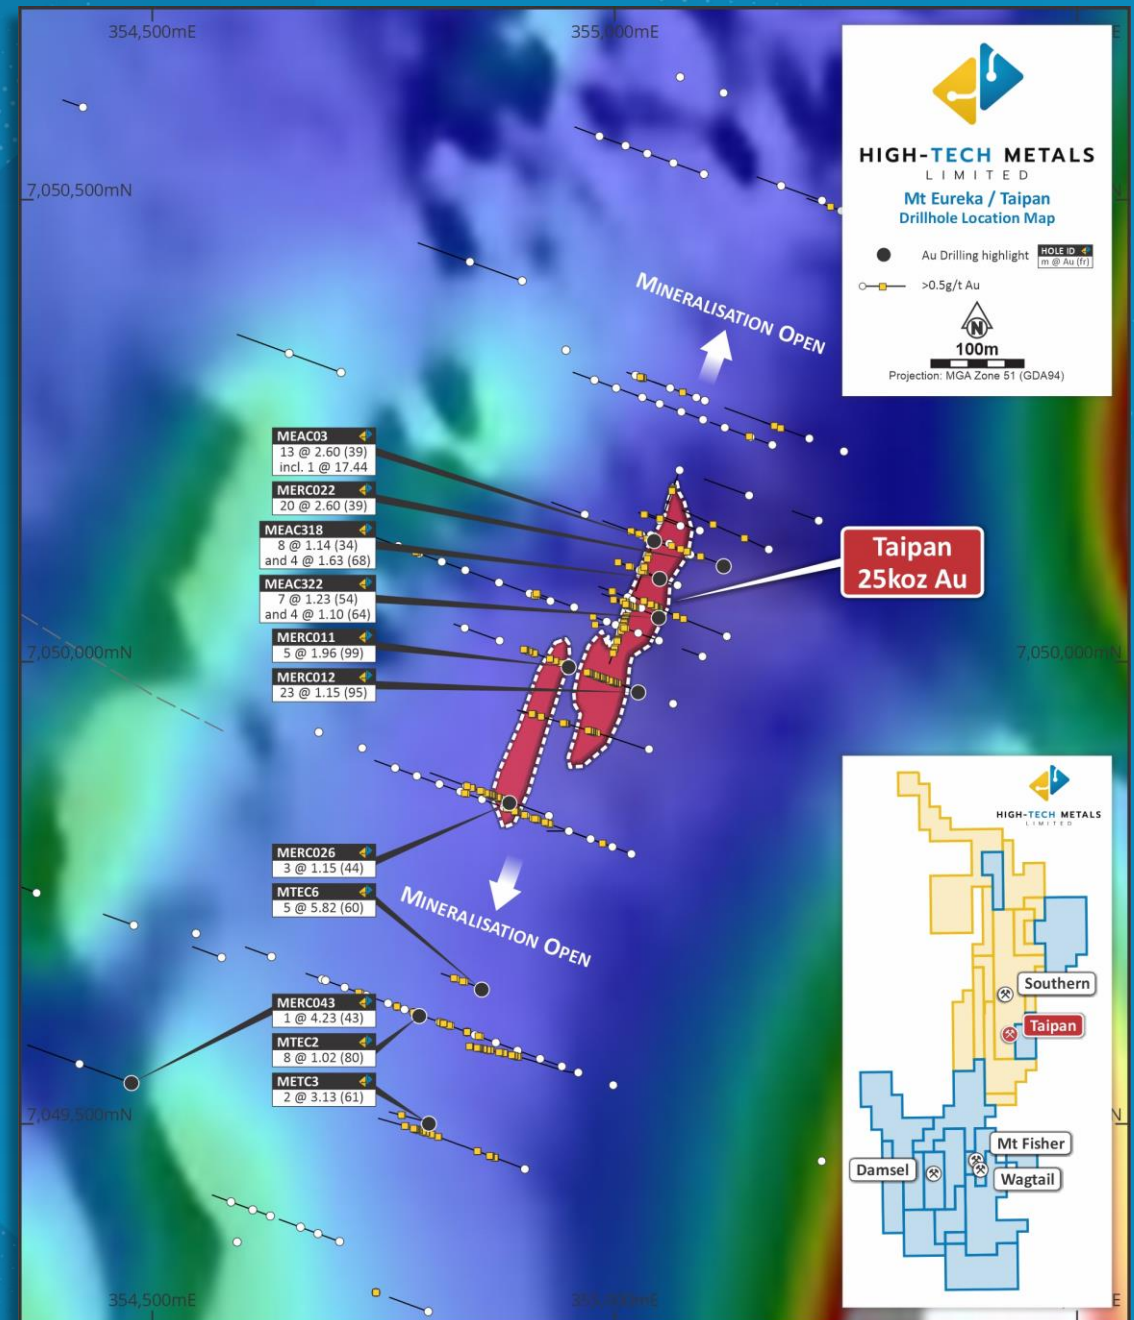 354,500mE
355,000mE
E
7,050,500mN
N
HIGH-TECH METALS
LIMITED
Mt Eureka / Taipan
Drillhole Location Map
Au Drilling highlight
HOLE ID
m @ Au (fr)
>0.5g/t Au
N
100m
Projection: MGA Zone 51 (GDA94)
MINERALISATION OPEN
MEAC03
13 @ 2.60 (39)
incl. 1 @ 17.44
MERC022
20 @ 2.60 (39)
MEAC318
8 @ 1.14 (34)
and 4 @ 1.63 (68)
MEAC322
7 @ 1.23 (54)
and 4 @ 1.10 (64)
MERC011
5 @ 1.96 (99)
MERC012
23 @ 1.15 (95)
Taipan
25koz Au
7,050,000mN
7,050,000mN
MERC026
3 @ 1.15 (44)
MTEC6
5 @ 5.82 (60)
MINERALISATION OPEN
MERC043
1 @ 4.23 (43)
MTEC2
8 @ 1.02 (80)
METC3
2 @ 3.13 (61)
7,049,500mN
N
HIGH-TECH METALS
LIMITED
Southern
Taipan
Mt Fisher
Damsel
Wagtail
354,500mE
355,000mE